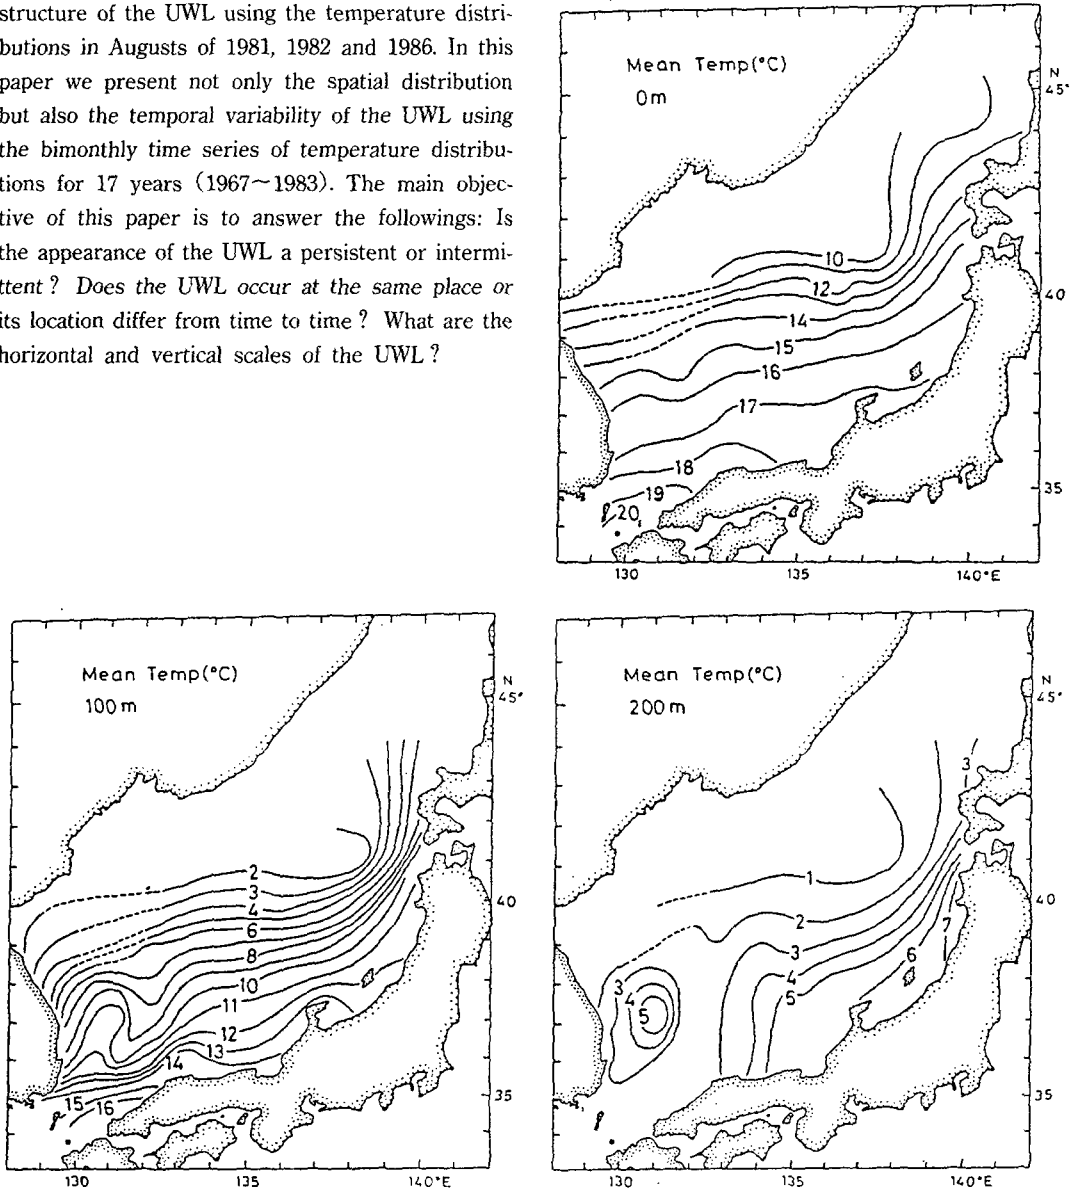 structure of the UWL using the temperature distri-
butions in Augusts of 1981, 1982 and 1986. In this
paper we present not only the spatial distribution
but also the temporal variability of the UWL using
the bimonthly time series of temperature distribu-
tions for 17 years (1967~1983). The main objec-
tive of this paper is to answer the followings: Is
the appearance of the UWL a persistent or intermi-
ttent? Does the UWL occur at the same place or
its location differ from time to time? What are the
horizontal and vertical scales of the UWL?
Mean Temp(°C)
0m
N
45°
10
12
40
14
15
16
17
18
19
35
20
130
135
140°E
Mean Temp(°C)
100m
N
45°
2
3
4
6
8
10
11
12
13
14
15
16
40
35
130
135
140°E
Mean Temp(°C)
200m
N
45°
3
1
2
3
4
5
6
7
3
4
5
40
35
130
135
140°E